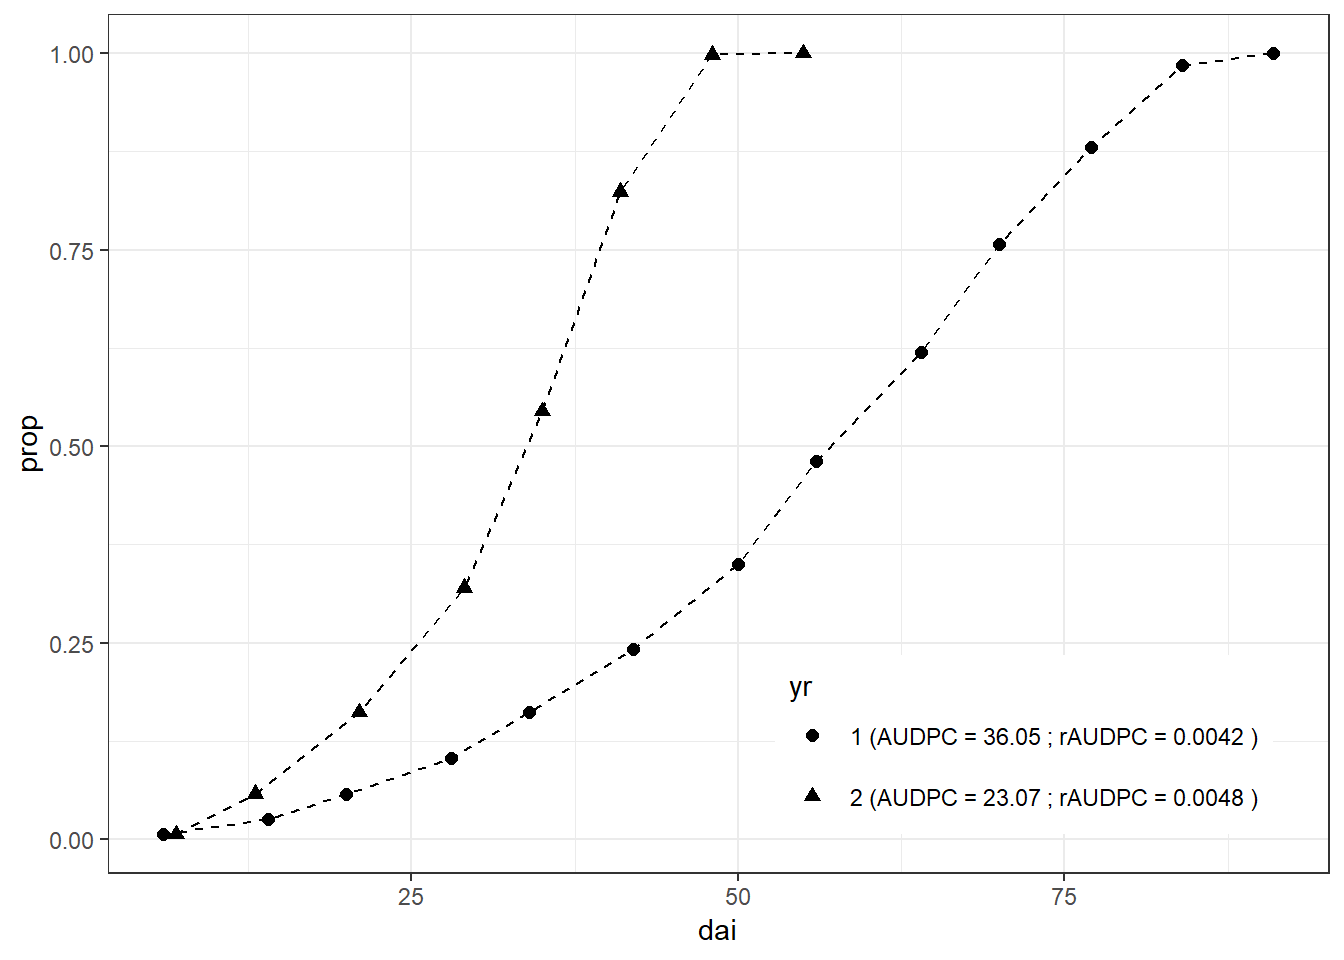 1.00
0.75
0.50
0.25
0.00
prop
25
50
75
dai
yr
1 (AUDPC = 36.05 ; rAUDPC = 0.0042 )
2 (AUDPC = 23.07 ; rAUDPC = 0.0048 )